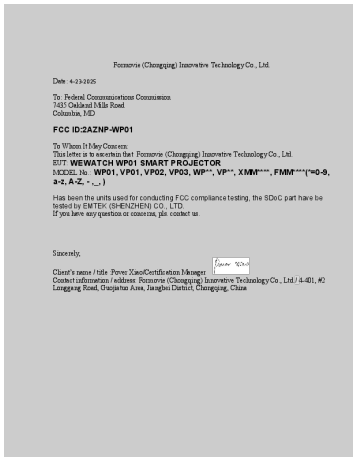 Formovie (Chongqing) Innovative Technology Co., Ltd.
Date: 4-23-2025
To: Federal Communications Commission
7435 Oakland Mills Road
Columbia, MD
FCC ID:2AZNP-WP01
To Whom It May Concern:
This letter is to ascertain that Formovie (Chongqing) Innovative Technology Co., Ltd.
EUT: WEWATCH WP01 SMART PROJECTOR
MODEL No.: WP01, VP01, VP02, VP03, WP**, VP**, XMM****, FMM****(*=0-9,
a-z, A-Z, - ,_, )
Has been the units used for conducting FCC compliance testing, the SDoC part have be
tested by EMTEK (SHENZHEN) CO., LTD.
If you have any question or concerns, pls. contact us.
Sincerely,
Client's name / title :Pover Xiao/Certification Manager
Contact information / address: Formovie (Chongqing) Innovative Technology Co., Ltd./ 4-401, #2
Longgang Road, Guojiatuo Area, Jiangbei District, Chongqing, China